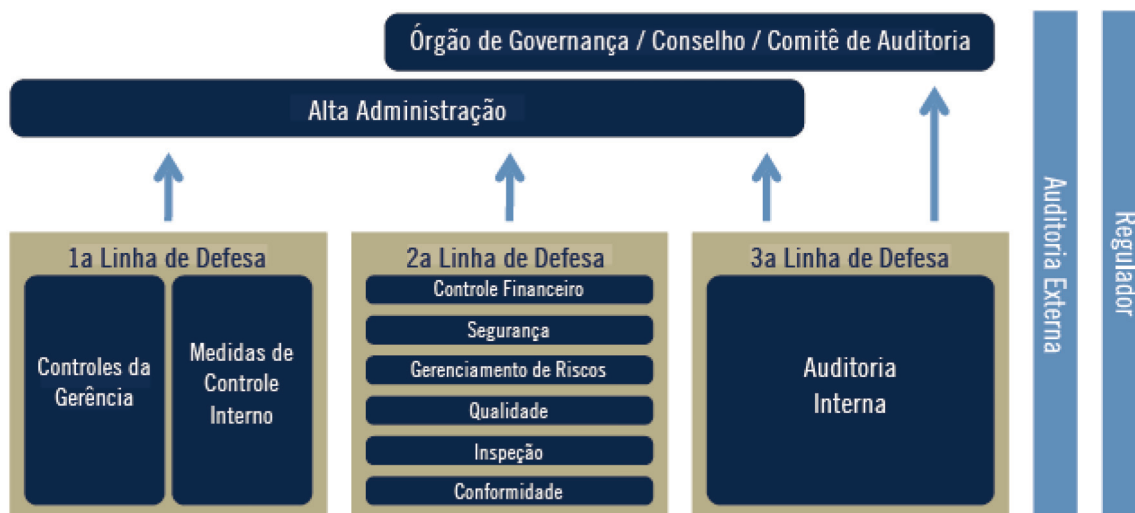 Órgão de Governança / Conselho / Comitê de Auditoria
Alta Administração
1a Linha de Defesa
Controles da
Gerência
Medidas de
Controle
Interno
2a Linha de Defesa
Controle Financeiro
Segurança
Gerenciamento de Riscos
Qualidade
Inspeção
Conformidade
3a Linha de Defesa
Auditoria
Interna
Auditoria Externa
Regulador